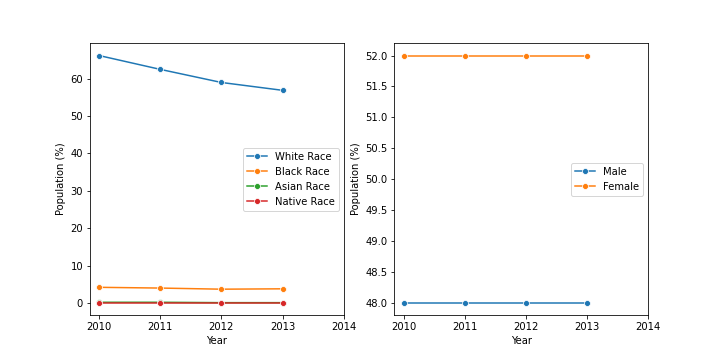 60
50
40
30
20
10
0
2010 2011 2012 2013 2014
Year
Population (%)
White Race
Black Race
Asian Race
Native Race
52.0
51.5
51.0
50.5
50.0
49.5
49.0
48.5
48.0
2010 2011 2012 2013 2014
Year
Population (%)
Male
Female